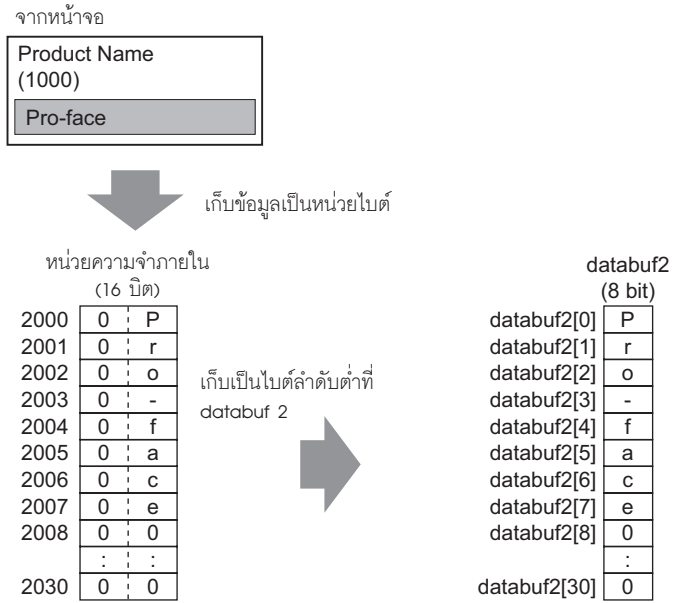 จากหน้าจอ
Product Name
(1000)
Pro-face
เก็บข้อมูลเป็นหน่วยไบต์
หน่วยความจำภายใน
(16 บิต)
2000 0 P
2001 0 r
2002 0 o
2003 0 -
2004 0 f
2005 0 a
2006 0 c
2007 0 e
2008 0 0
: :
2030 0 0
เก็บเป็นไบต์ลำดับต่ำที่
databuf 2
databuf2
(8 bit)
databuf2[0] P
databuf2[1] r
databuf2[2] o
databuf2[3] -
databuf2[4] f
databuf2[5] a
databuf2[6] c
databuf2[7] e
databuf2[8] 0
:
databuf2[30] 0